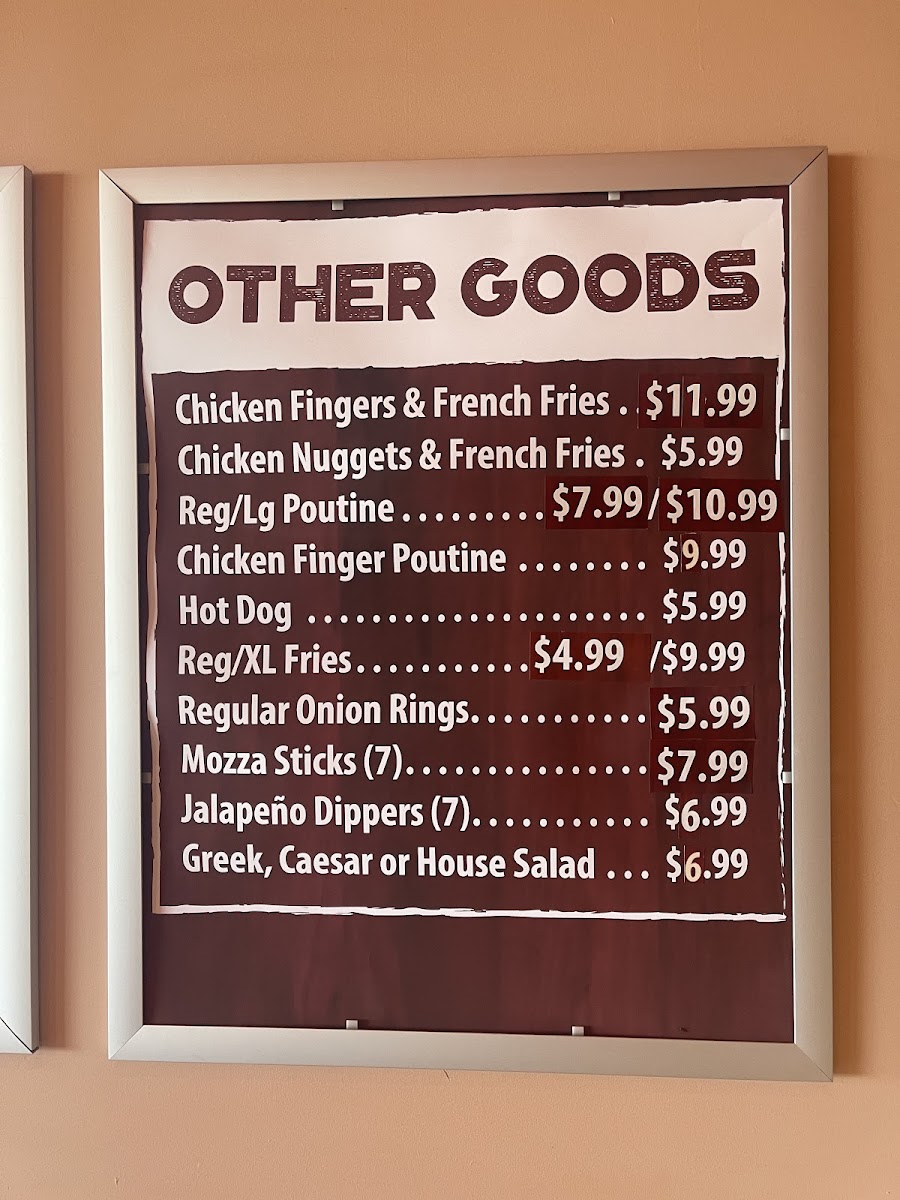 OTHER GOODS
Chicken Fingers & French Fries . . $11.99
Chicken Nuggets & French Fries . $5.99
Reg/Lg Poutine . . . . . . . . . $7.99/$10.99
Chicken Finger Poutine . . . . . . . . $9.99
Hot Dog . . . . . . . . . . . . . . . . . . . . . . $5.99
Reg/XL Fries. . . . . . . . . . . $4.99 /$9.99
Regular Onion Rings. . . . . . . . . . . $5.99
Mozza Sticks (7). . . . . . . . . . . . . . . $7.99
Jalapeño Dippers (7). . . . . . . . . . . $6.99
Greek, Caesar or House Salad . . . $6.99